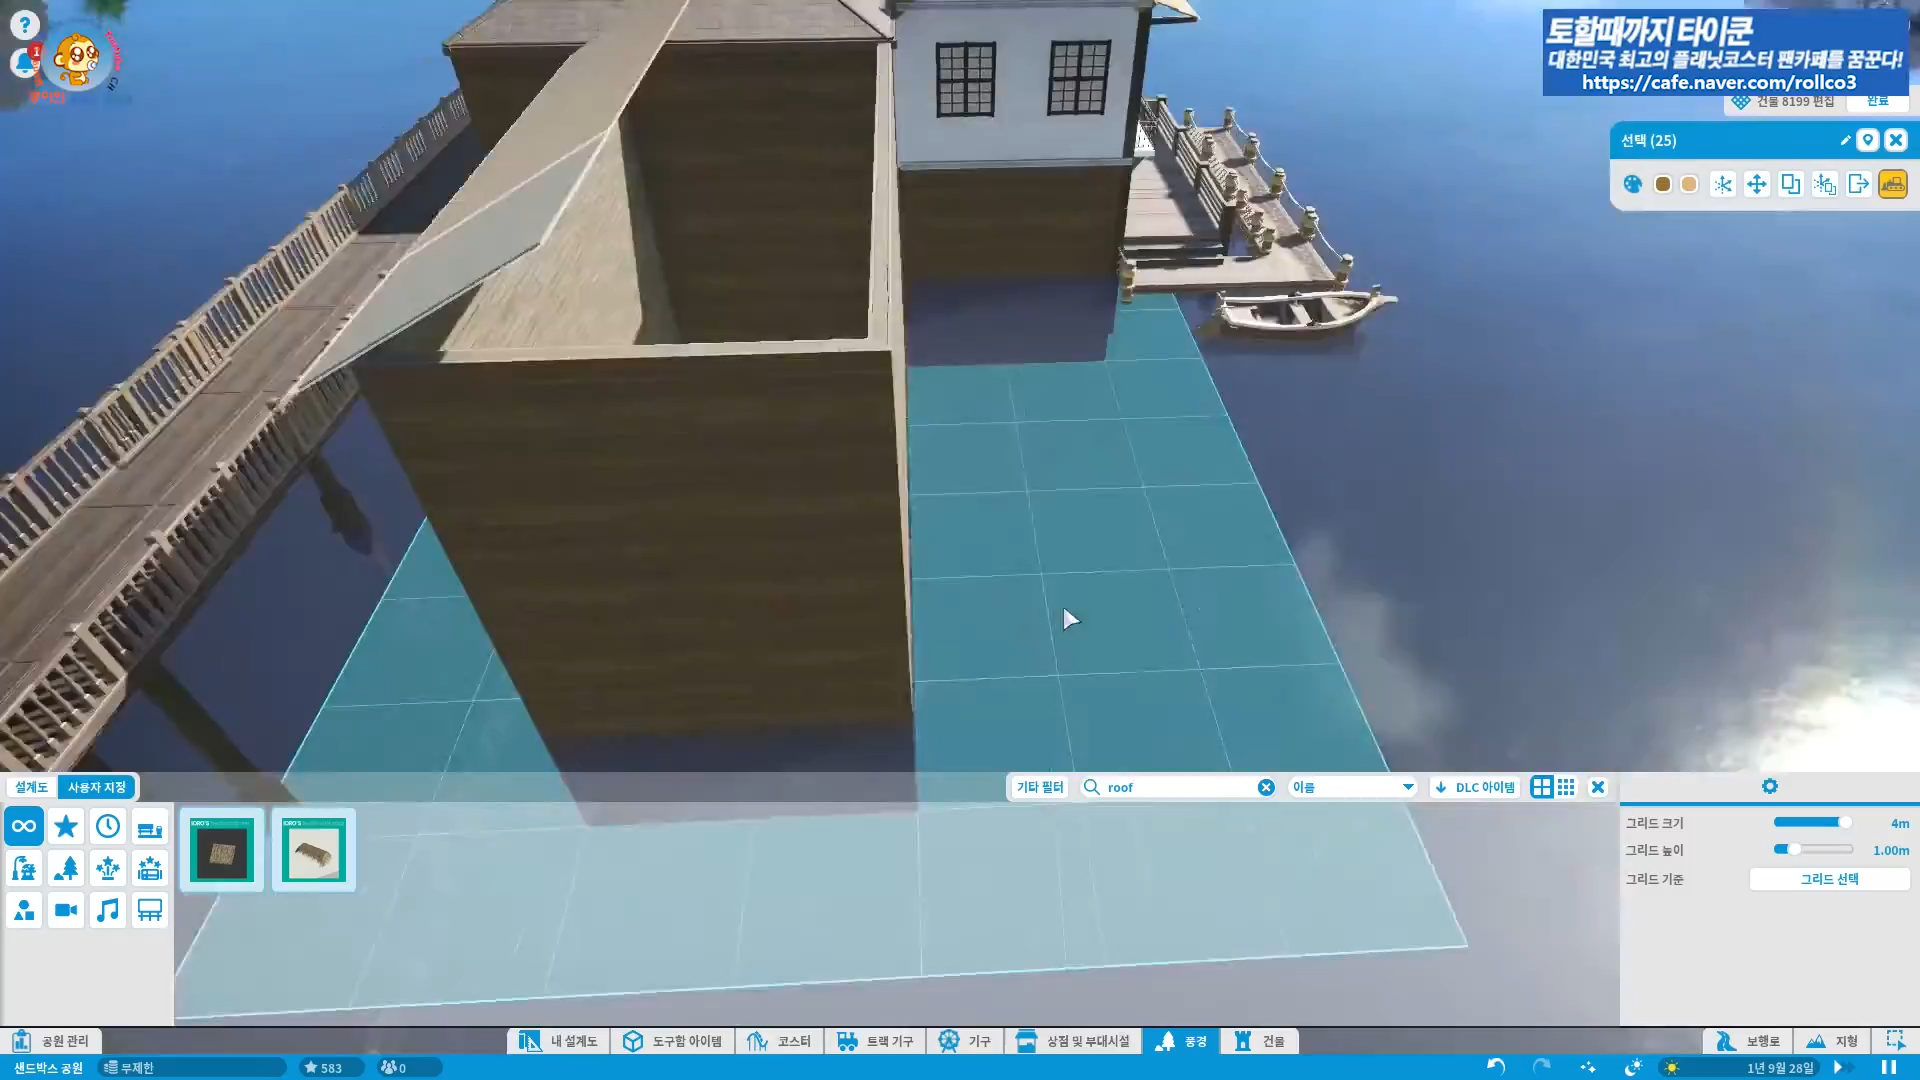 ?
1
토할때까지 타이쿤
대한민국 최고의 플래닛코스터 팬카페를 꿈꾼다!
https://cafe.naver.com/rollco3
건물 8199 편집
완료
선택 (25)
설계도
사용자 지정
기타 필터
roof
이름
DLC 아이템
그리드 크기
4m
그리드 높이
1.00m
그리드 기준
그리드 선택
공원 관리
내 설계도
도구함 아이템
코스터
트랙 기구
기구
상점 및 부대시설
풍경
건물
보행로
지형
샌드박스 공원
무제한
583
0
1년 9월 28일